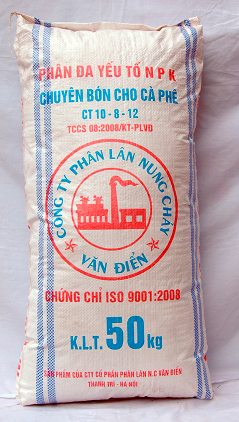 PHÂN ĐA YẾU TỐ N P K
CHUYÊN BÓN CHO CÀ PHÊ
CT 10 - 8 - 12
TCCS 08:2008/KT-PLVĐ
CÔNG TY PHÂN LÂN NUNG CHẢY
VĂN ĐIỂN
CHỨNG CHỈ ISO 9001:2008
K.L.T. 50kg
SẢN PHẨM CỦA CTY CỔ PHẦN PHÂN LÂN N.C VĂN ĐIỂN
THANH TRÌ - HÀ NỘI